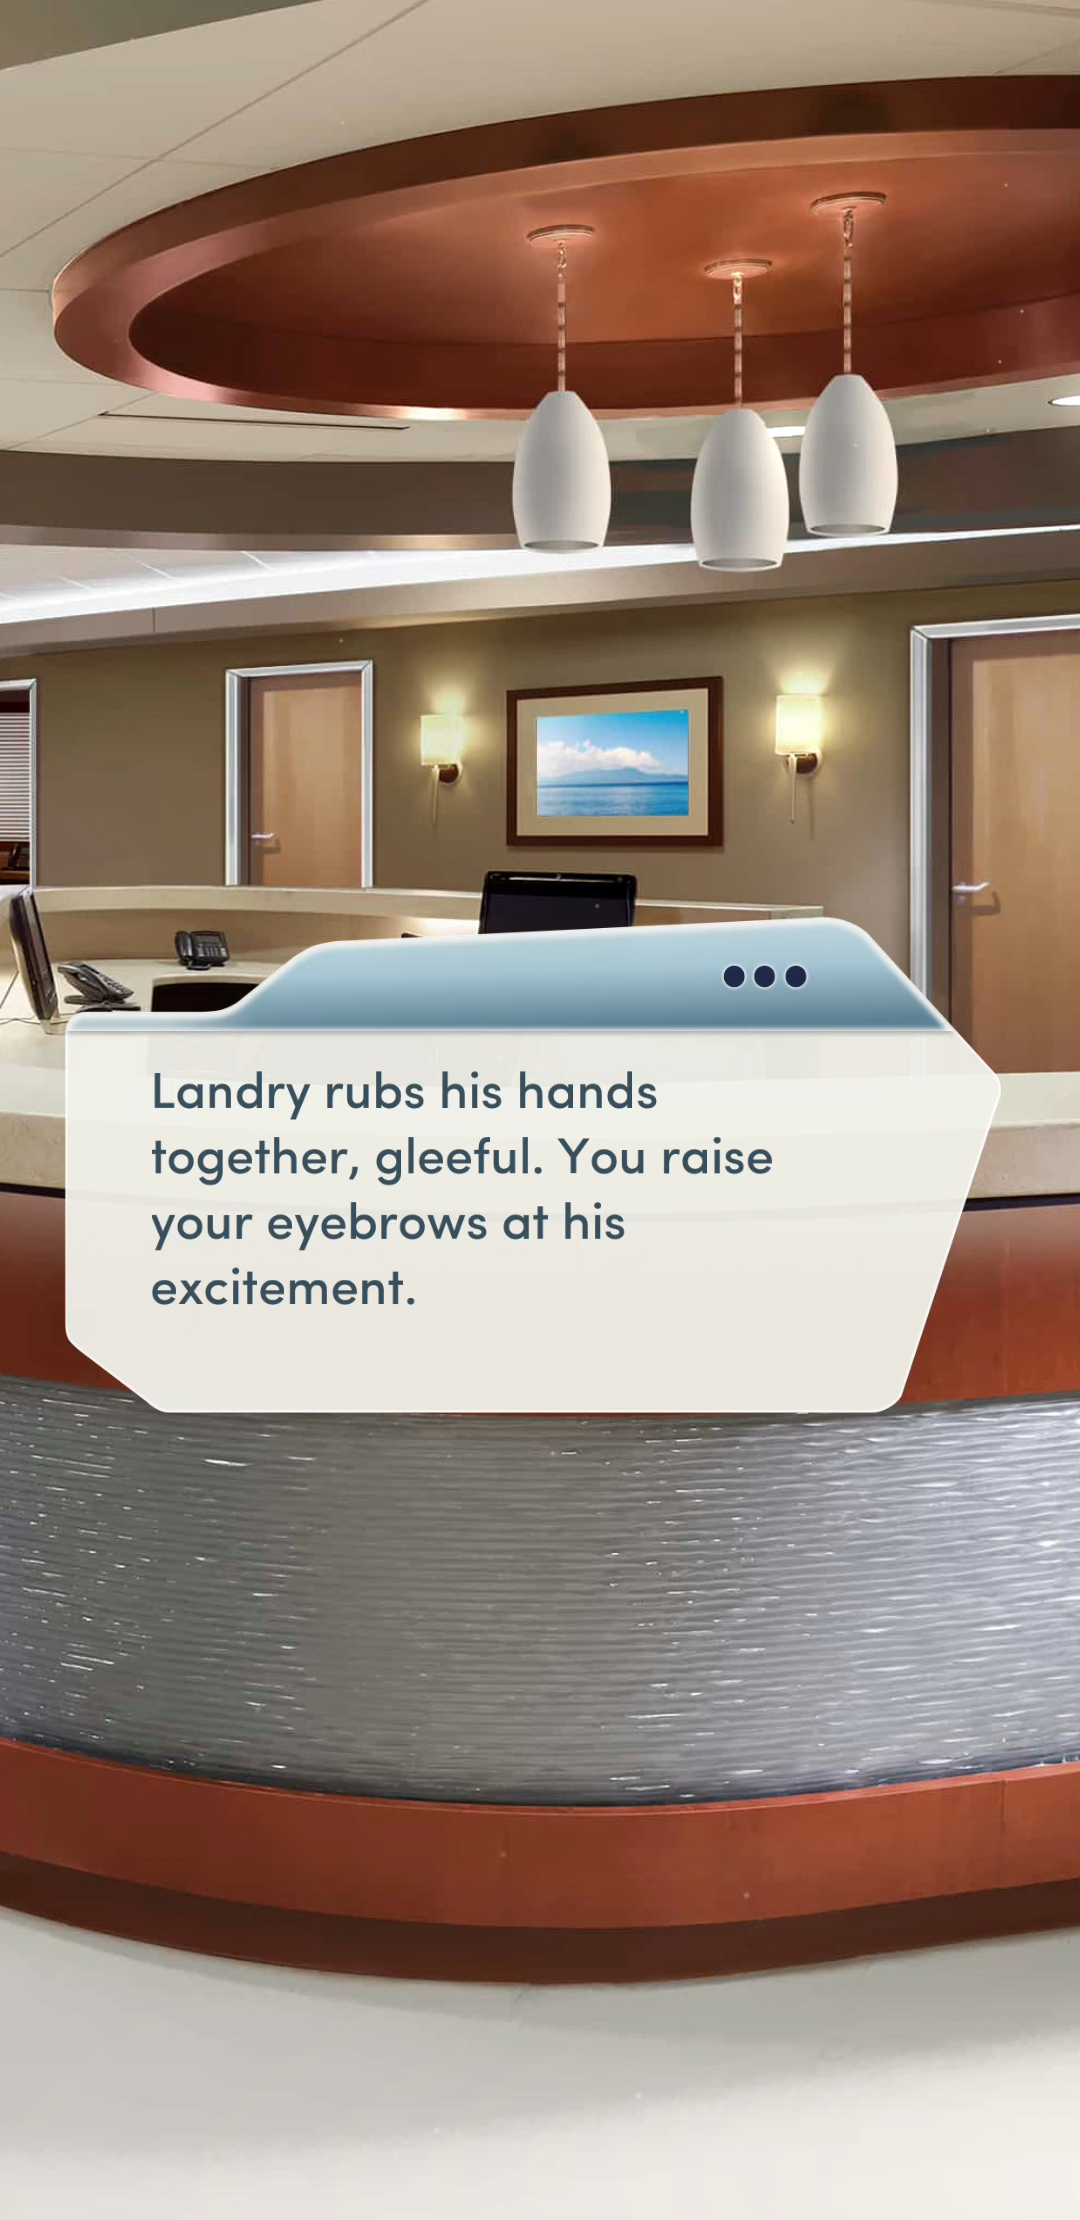 Landry rubs his hands
together, gleeful. You raise
your eyebrows at his
excitement.